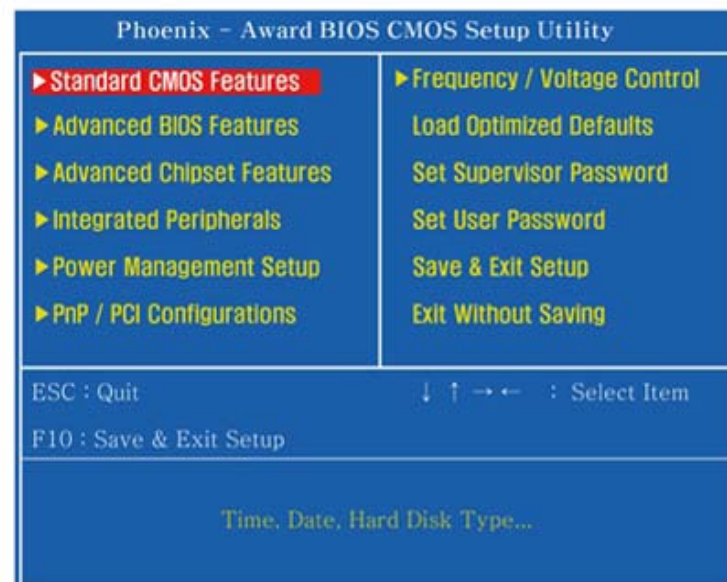 Phoenix - Award BIOS CMOS Setup Utility
▶Standard CMOS Features
▶Advanced BIOS Features
▶Advanced Chipset Features
▶Integrated Peripherals
▶Power Management Setup
▶PnP / PCI Configurations
▶Frequency / Voltage Control
Load Optimized Defaults
Set Supervisor Password
Set User Password
Save & Exit Setup
Exit Without Saving
ESC : Quit
↓ ↑ → ← : Select Item
F10 : Save & Exit Setup
Time, Date, Hard Disk Type...